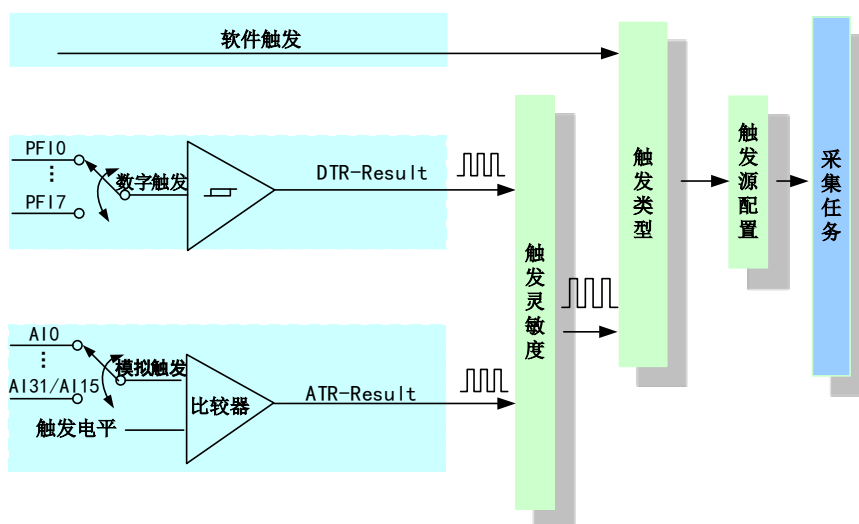 软件触发
PFI0
⋮
数字触发
PFI7
DTR-Result
AI0
⋮
模拟触发
AI31/AI15
触发电平
比较器
ATR-Result
触发灵敏度
触发类型
触发源配置
采集任务